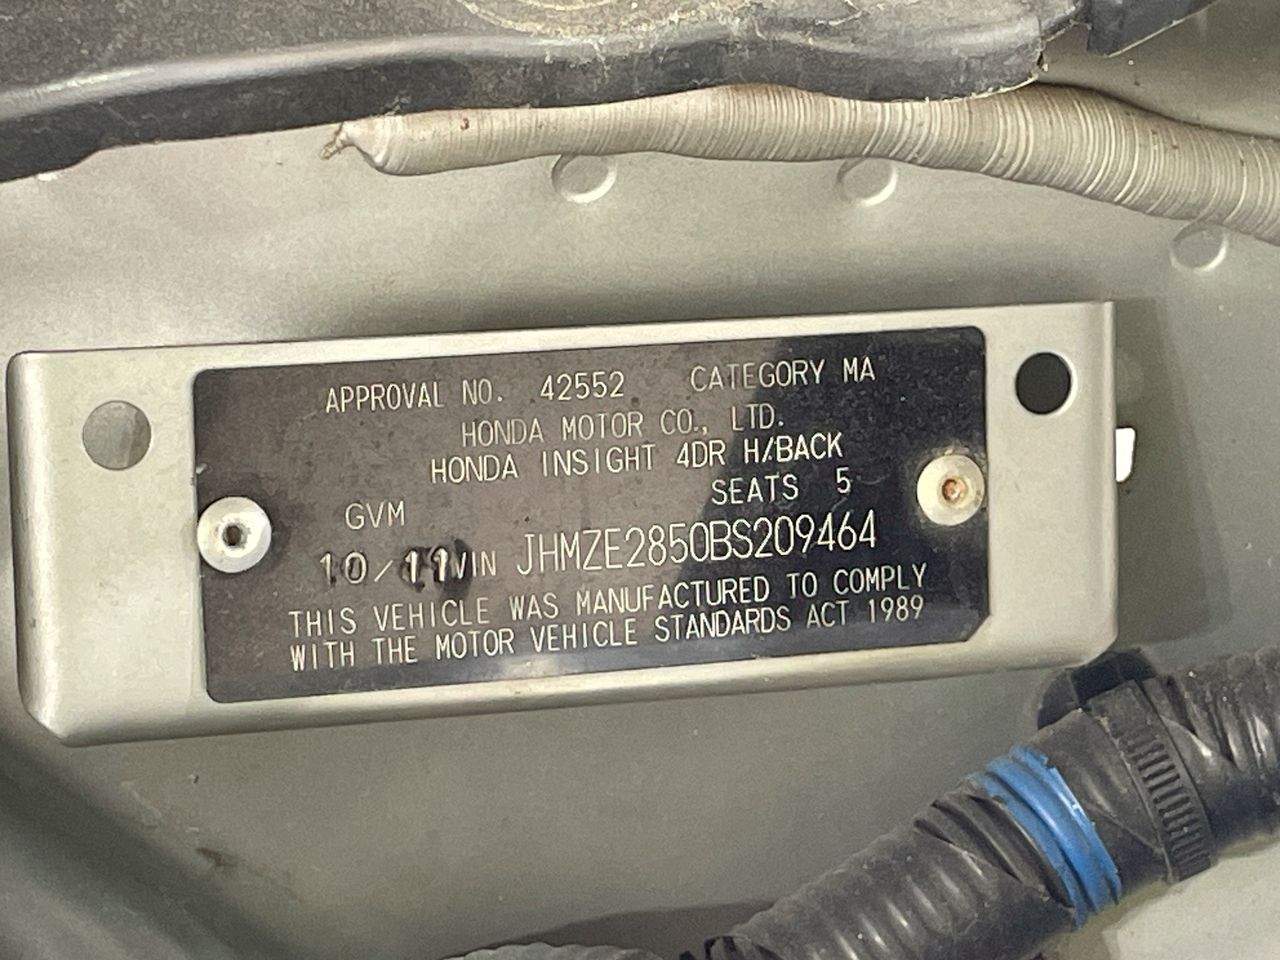 APPROVAL NO. 42552 CATEGORY MA
HONDA MOTOR CO., LTD.
HONDA INSIGHT 4DR H/BACK
SEATS 5
GVM
10/11 VIN JHMZE2850BS209464
THIS VEHICLE WAS MANUFACTURED TO COMPLY
WITH THE MOTOR VEHICLE STANDARDS ACT 1989